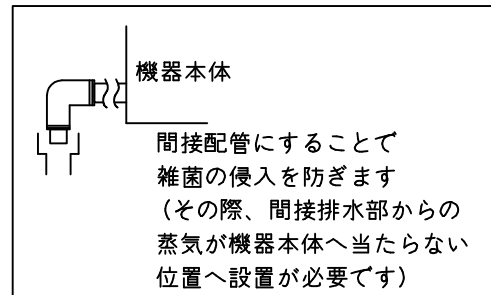 機器本体
間接配管にすることで
雑菌の侵入を防ぎます
(その際、間接排水部からの
蒸気が機器本体へ当たらない
位置へ設置が必要です)